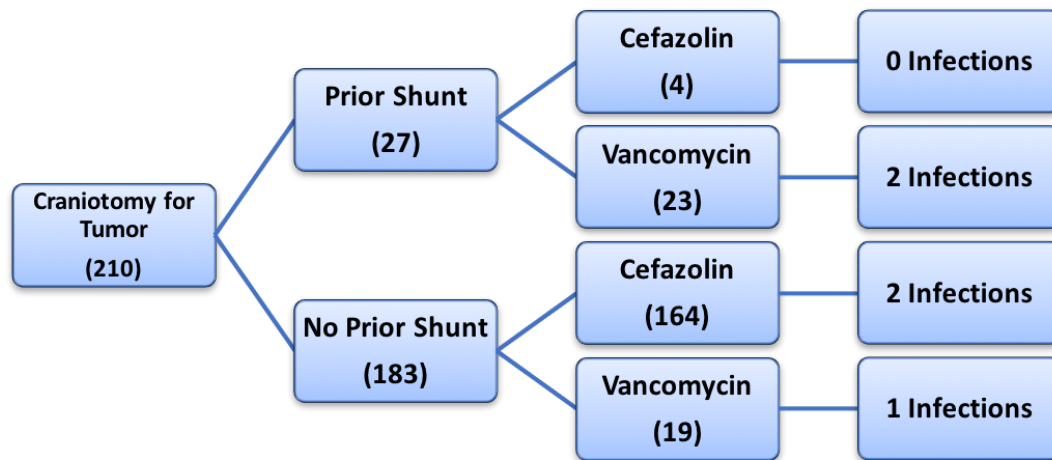 Craniotomy for
Tumor
(210)
Prior Shunt
(27)
No Prior Shunt
(183)
Cefazolin
(4)
Vancomycin
(23)
Cefazolin
(164)
Vancomycin
(19)
0 Infections
2 Infections
2 Infections
1 Infections